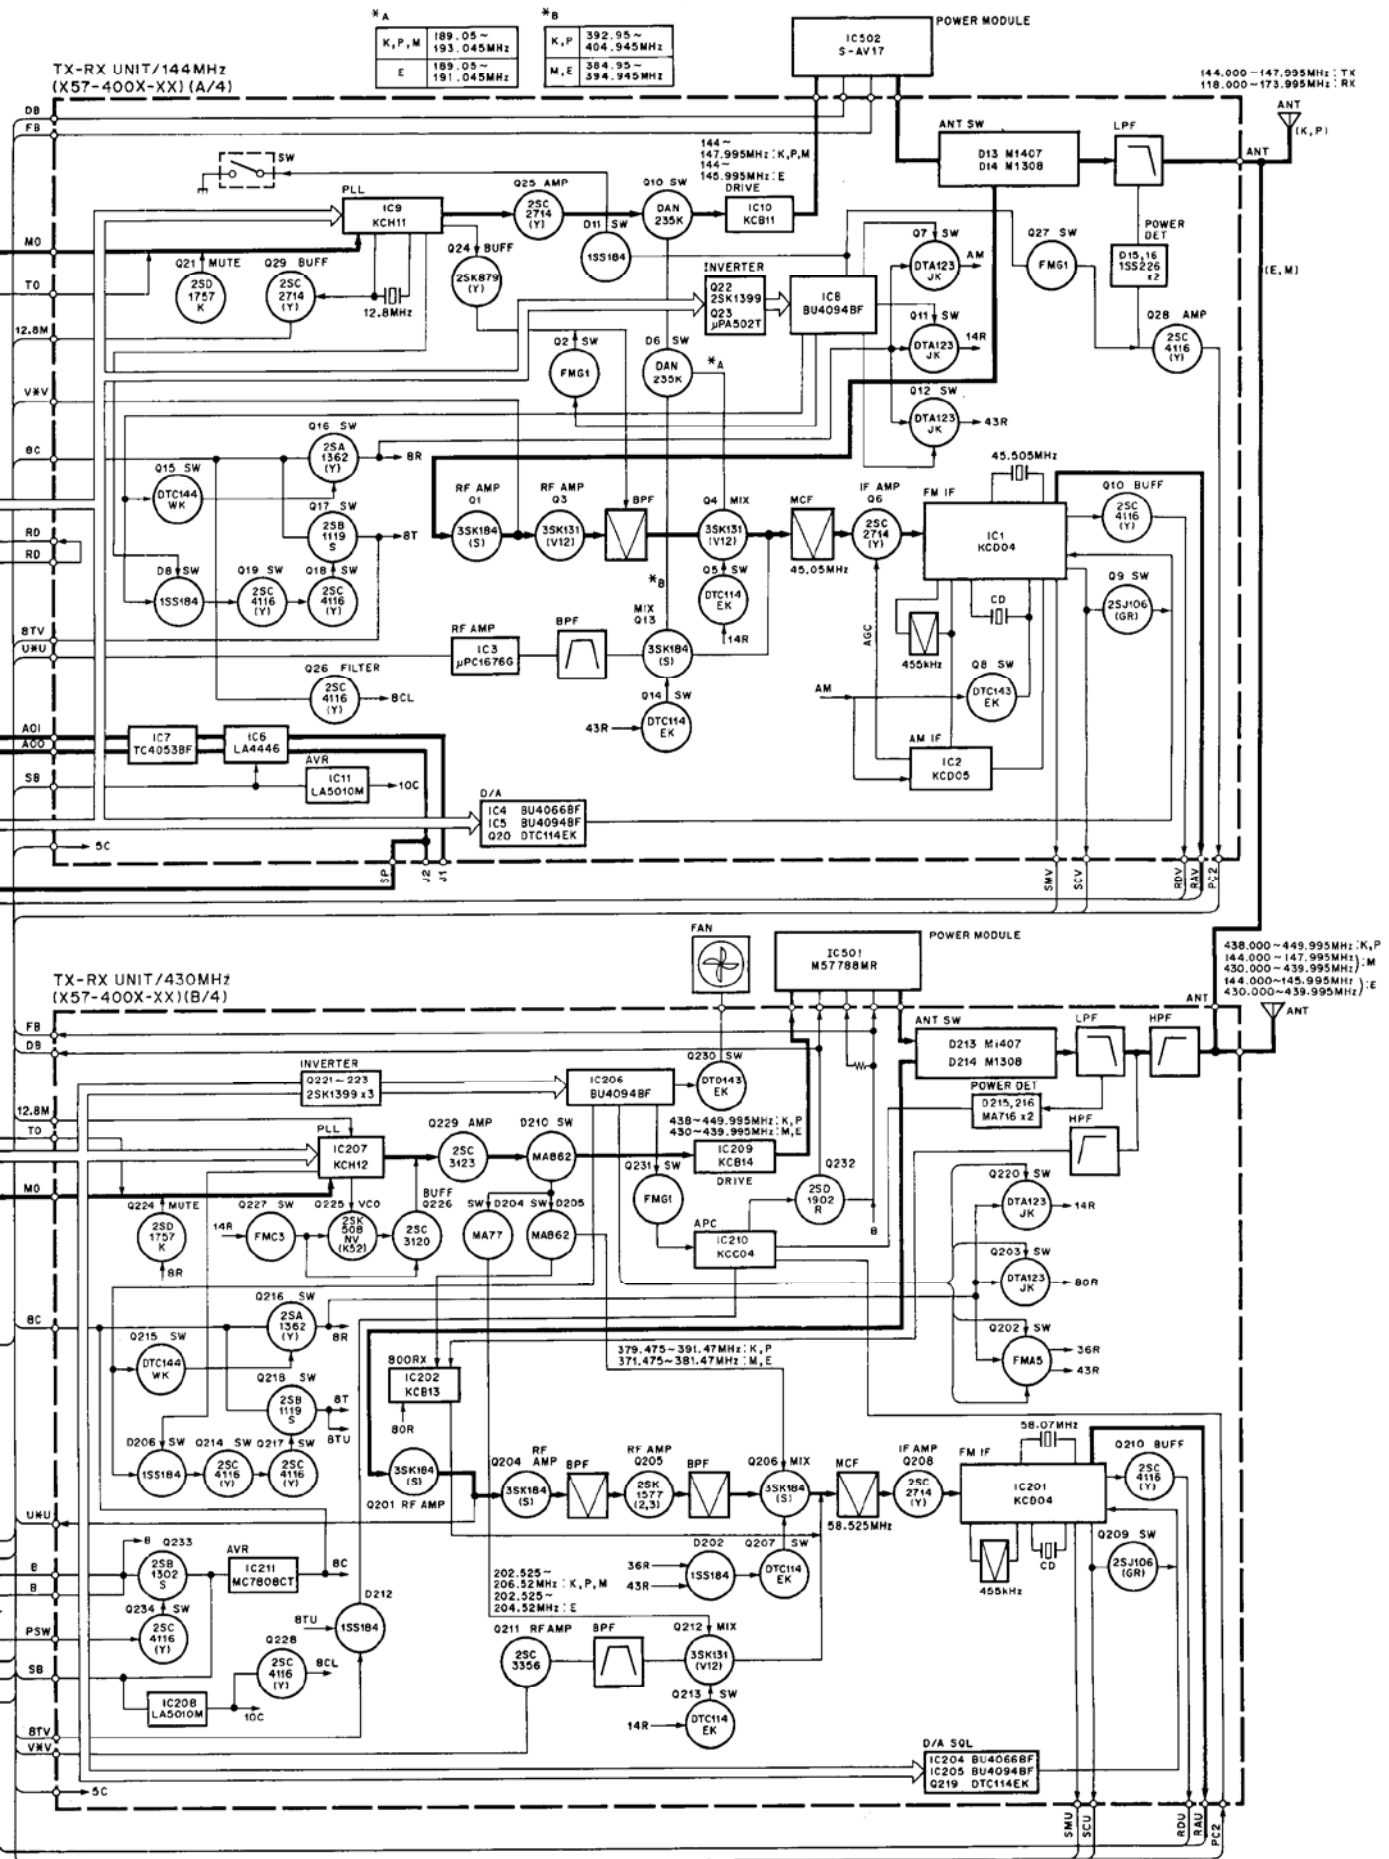 *A
K,P,M 189.05~
193.045MHz
E 189.05~
191.045MHz
*B
K,P 392.95~
404.945MHz
M,E 384.95~
394.945MHz
IC502
S-AV17
POWER MODULE
TX-RX UNIT/144MHz
(X57-400X-XX)(A/4)
144.000~147.995MHz:TX
118.000~173.995MHz:RX
ANT
(K,P)
DB
FB
SW
144~
147.995MHz:K,P,M
144~
145.995MHz:E
DRIVE
IC10
KCB11
ANT SW
D13 M1407
D14 M1308
LPF
ANT
PLL
IC9
KCH11
Q25 AMP
2SC
2714
(Y)
Q10 SW
DAN
235K
D11 SW
1SS184
Q24 BUFF
2SK879
(Y)
M0
Q21 MUTE
2SD
1757
K
Q29 BUFF
2SC
2714
(Y)
12.8MHz
T0
12.8M
INVERTER
Q22
2SK1399
Q23
μPA502T
IC8
BU4094BF
Q7 SW
DTA123
JK
AM
Q27 SW
FMG1
POWER
DET
D15,16
1SS226
x2
(E,M)
Q11 SW
DTA123
JK
14R
Q28 AMP
2SC
4116
(Y)
Q2 SW
FMG1
D6 SW
DAN
235K
*A
Q12 SW
DTA123
JK
43R
V*V
8C
Q16 SW
2SA
1362
(Y)
8R
Q15 SW
DTC144
WK
Q17 SW
2SB
1119
S
8T
RD
RD
D8 SW
1SS184
Q19 SW
2SC
4116
(Y)
Q18 SW
2SC
4116
(Y)
RF AMP
Q1
3SK184
(S)
RF AMP
Q3
3SK131
(V12)
BPF
Q4 MIX
3SK131
(V12)
MCF
45.05MHz
IF AMP
Q6
2SC
2714
(Y)
45.505MHz
FM IF
IC1
KCD04
Q10 BUFF
2SC
4116
(Y)
Q5 SW
DTC114
EK
14R
*B
Q9 SW
2SJ106
(GR)
CD
455kHz
AGC
8TV
U*U
RF AMP
IC3
μPC1676G
BPF
MIX
Q13
3SK184
(S)
Q14 SW
DTC114
EK
43R
Q26 FILTER
2SC
4116
(Y)
8CL
AM
Q8 SW
DTC143
EK
AM IF
IC2
KCD05
AO1
AO0
IC7
TC4053BF
IC6
LA4446
AVR
IC11
LA5010M
10C
SB
D/A
IC4 BU4066BF
IC5 BU4094BF
Q20 DTC114EK
5C
SP
J2
J1
SMV
SCV
RDV
RAV
PC2
FAN
IC501
M57788MR
POWER MODULE
438.000~449.995MHz:K,P
144.000~147.995MHz):M
430.000~439.995MHz
144.000~145.995MHz):E
430.000~439.995MHz
ANT
ANT
TX-RX UNIT/430MHz
(X57-400X-XX)(B/4)
FB
DB
ANT SW
D213 Mi407
D214 M1308
LPF
HPF
INVERTER
Q221~223
2SK1399 x3
IC206
BU4094BF
Q230 SW
DTD143
EK
POWER DET
D215,216
MA716 x2
HPF
12.8M
T0
PLL
IC207
KCH12
Q229 AMP
2SC
3123
D210 SW
MA862
438~449.995MHz:K,P
430~439.995MHz:M,E
IC209
KCB14
DRIVE
Q231 SW
FMG1
Q232
2SD
1902
R
B
M0
Q224 MUTE
2SD
1757
K
8R
14R
Q227 SW
FMC3
Q225 VCO
2SK
508
NV
(K52)
BUFF
Q226
2SC
3120
SW D204
MA77
SW D205
MA862
APC
IC210
KCC04
Q220 SW
DTA123
JK
14R
Q203 SW
DTA123
JK
80R
Q202 SW
FMA5
36R
43R
8C
Q216 SW
2SA
1362
(Y)
8R
Q215 SW
DTC144
WK
Q218 SW
2SB
1119
S
8T
8TU
379.475~391.47MHz:K,P
371.475~381.47MHz:M,E
800RX
IC202
KCB13
80R
D206 SW
1SS184
Q214 SW
2SC
4116
(Y)
Q217 SW
2SC
4116
(Y)
3SK184
(S)
Q201 RF AMP
Q204
RF
AMP
3SK184
(S)
BPF
RF AMP
Q205
2SK
1577
(2,3)
BPF
Q206 MIX
3SK184
(S)
MCF
58.525MHz
IF AMP
Q208
2SC
2714
(Y)
58.07MHz
FM IF
IC201
KCD04
Q210 BUFF
2SC
4116
(Y)
Q209 SW
2SJ106
(GR)
455kHz
CD
U*U
B
B
B
Q233
2SB
1302
S
AVR
IC211
MC7808CT
8C
D202
1SS184
36R
43R
Q207 SW
DTC114
EK
202.525~
206.52MHz:K,P,M
202.525~
204.52MHz:E
PSW
Q234 SW
2SC
4116
(Y)
8TU
D212
1SS184
Q228
2SC
4116
(Y)
8CL
SB
IC208
LA5010M
10C
Q211 RF AMP
2SC
3356
BPF
Q212 MIX
3SK131
(V12)
Q213 SW
DTC114
EK
14R
8TV
V*V
D/A SQL
IC204 BU4066BF
IC205 BU4094BF
Q219 DTC114EK
5C
SMU
SCU
RDU
RAU
PC2